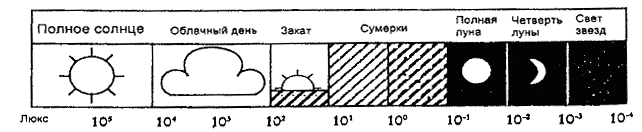 Полное солнце Облачный день Закат Сумерки Полная луна Четверть луны Свет звезд
Люкс 10⁵ 10⁴ 10³ 10² 10¹ 10⁰ 10⁻¹ 10⁻² 10⁻³ 10⁻⁴